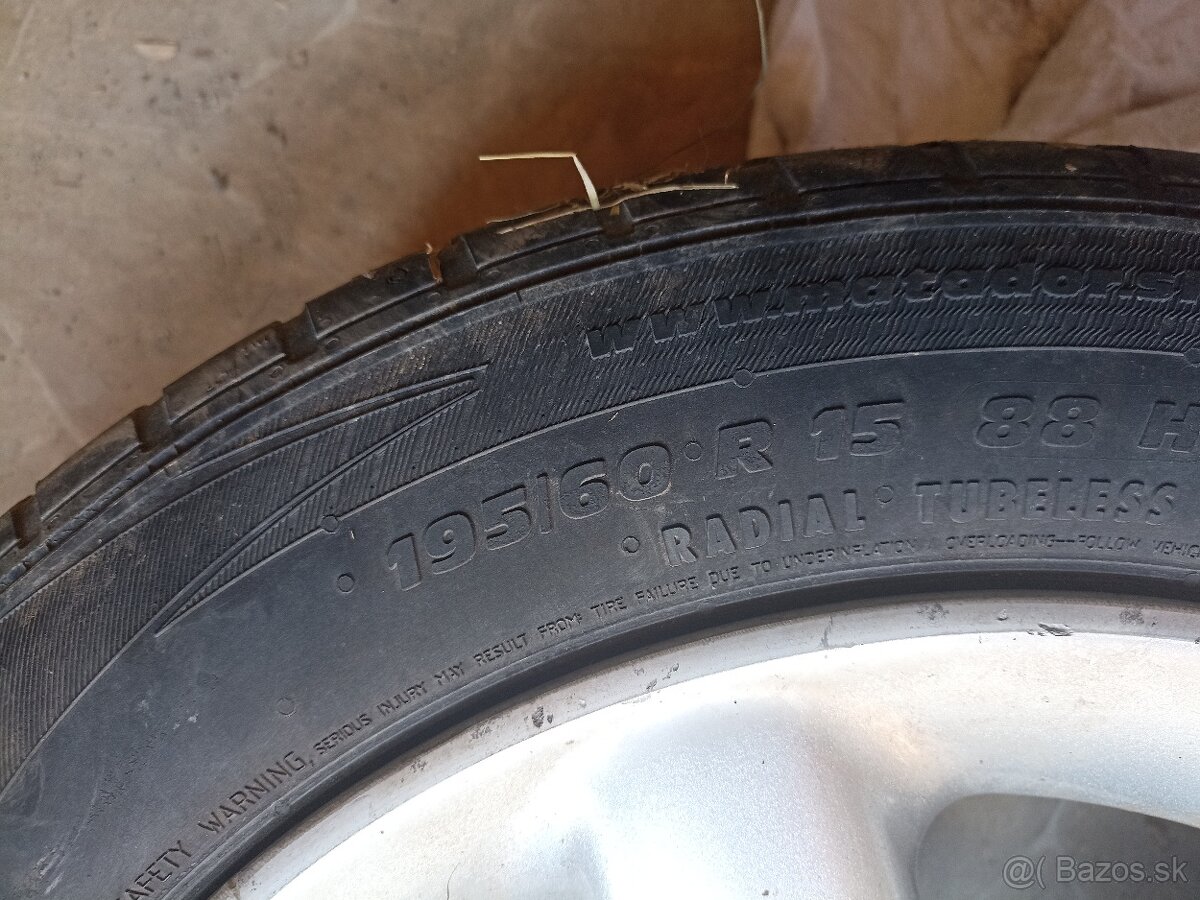 www.matador.s
195/60 R 15 88 H
RADIAL TUBELESS
SAFETY WARNING, SERIOUS INJURY MAY RESULT FROM: TIRE FAILURE DUE TO UNDERINFLATION / OVERLOADING--FOLLOW VEHIC
@( Bazos.sk